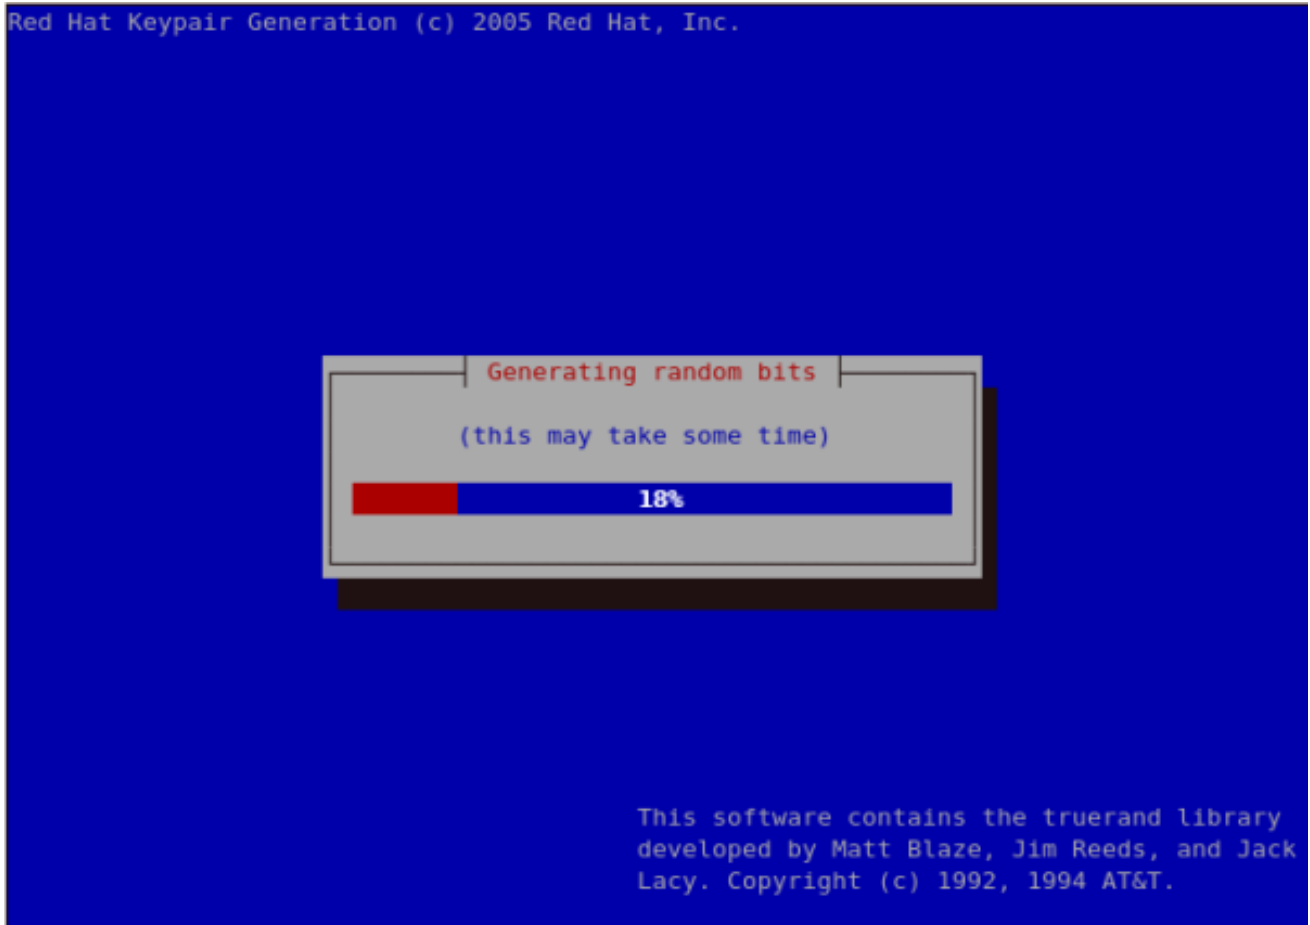 Red Hat Keypair Generation (c) 2005 Red Hat, Inc.
Generating random bits
(this may take some time)
18%
This software contains the truerand library
developed by Matt Blaze, Jim Reeds, and Jack
Lacy. Copyright (c) 1992, 1994 AT&T.